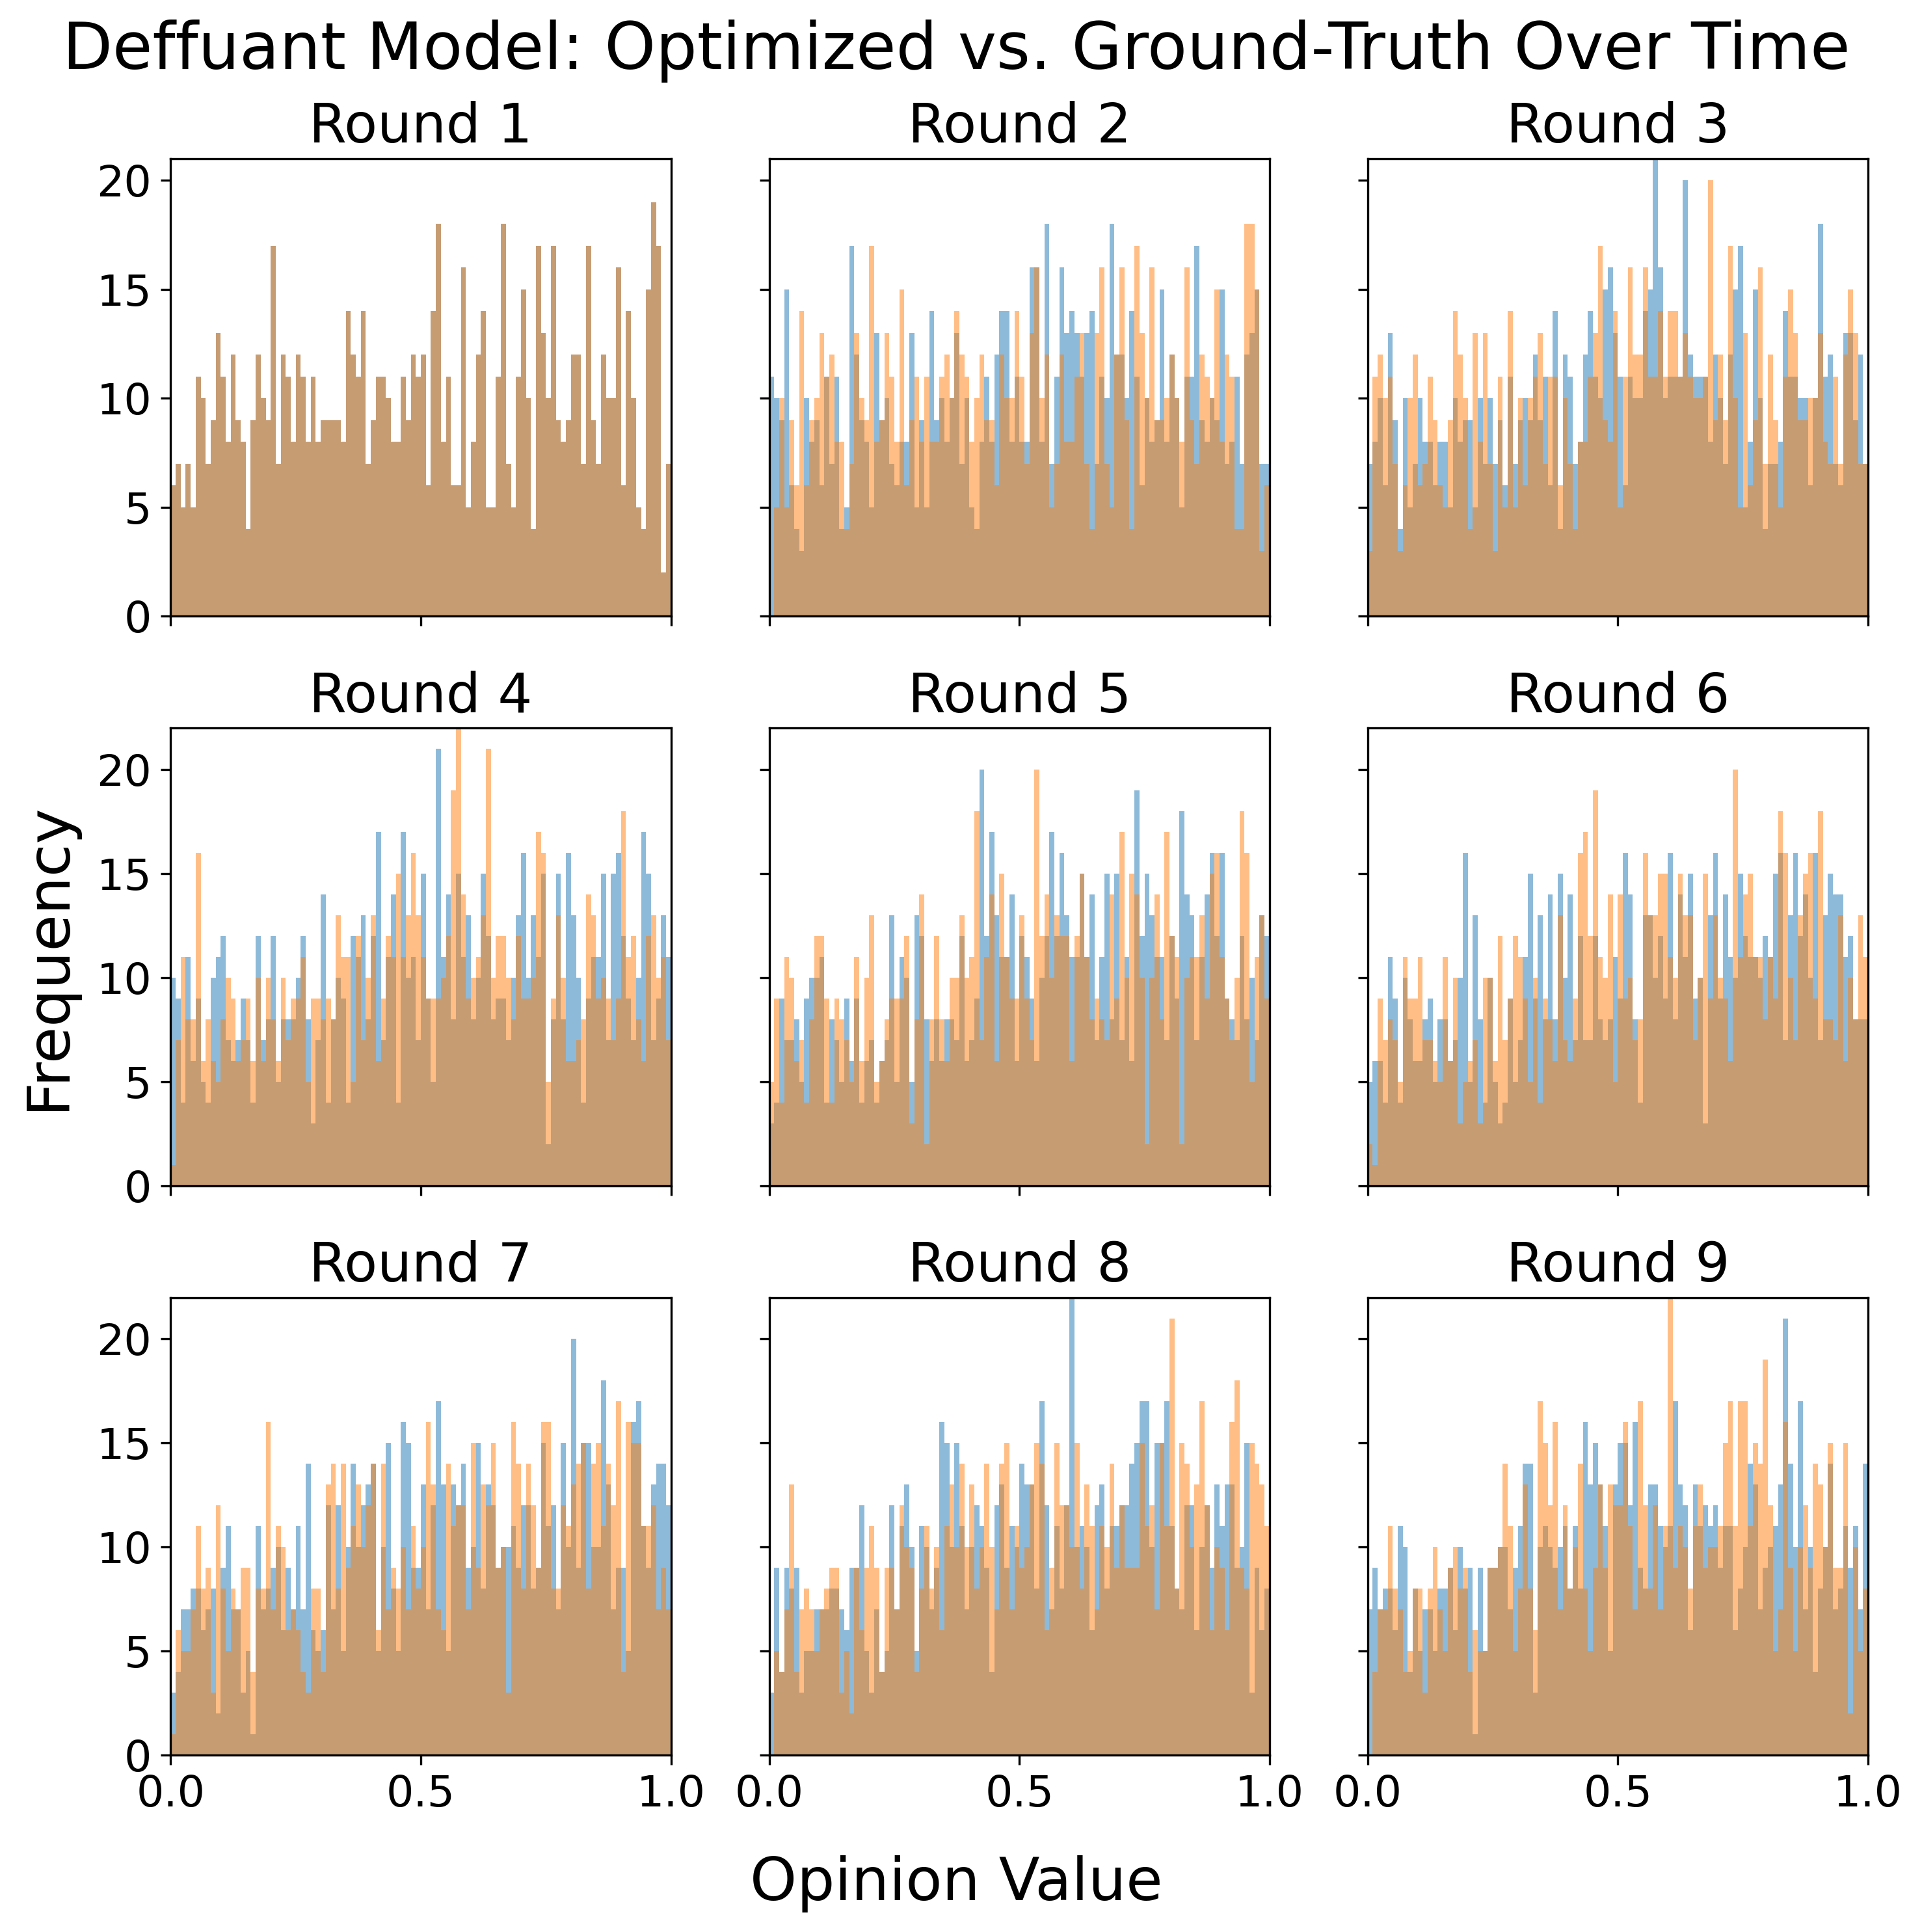 Deffuant Model: Optimized vs. Ground-Truth Over Time
Round 1
Round 2
Round 3
20
15
10
5
0
Round 4
Round 5
Round 6
20
15
10
5
0
Frequency
Round 7
Round 8
Round 9
20
15
10
5
0
0.0 0.5 1.0 0.0 0.5 1.0 0.0 0.5 1.0
Opinion Value